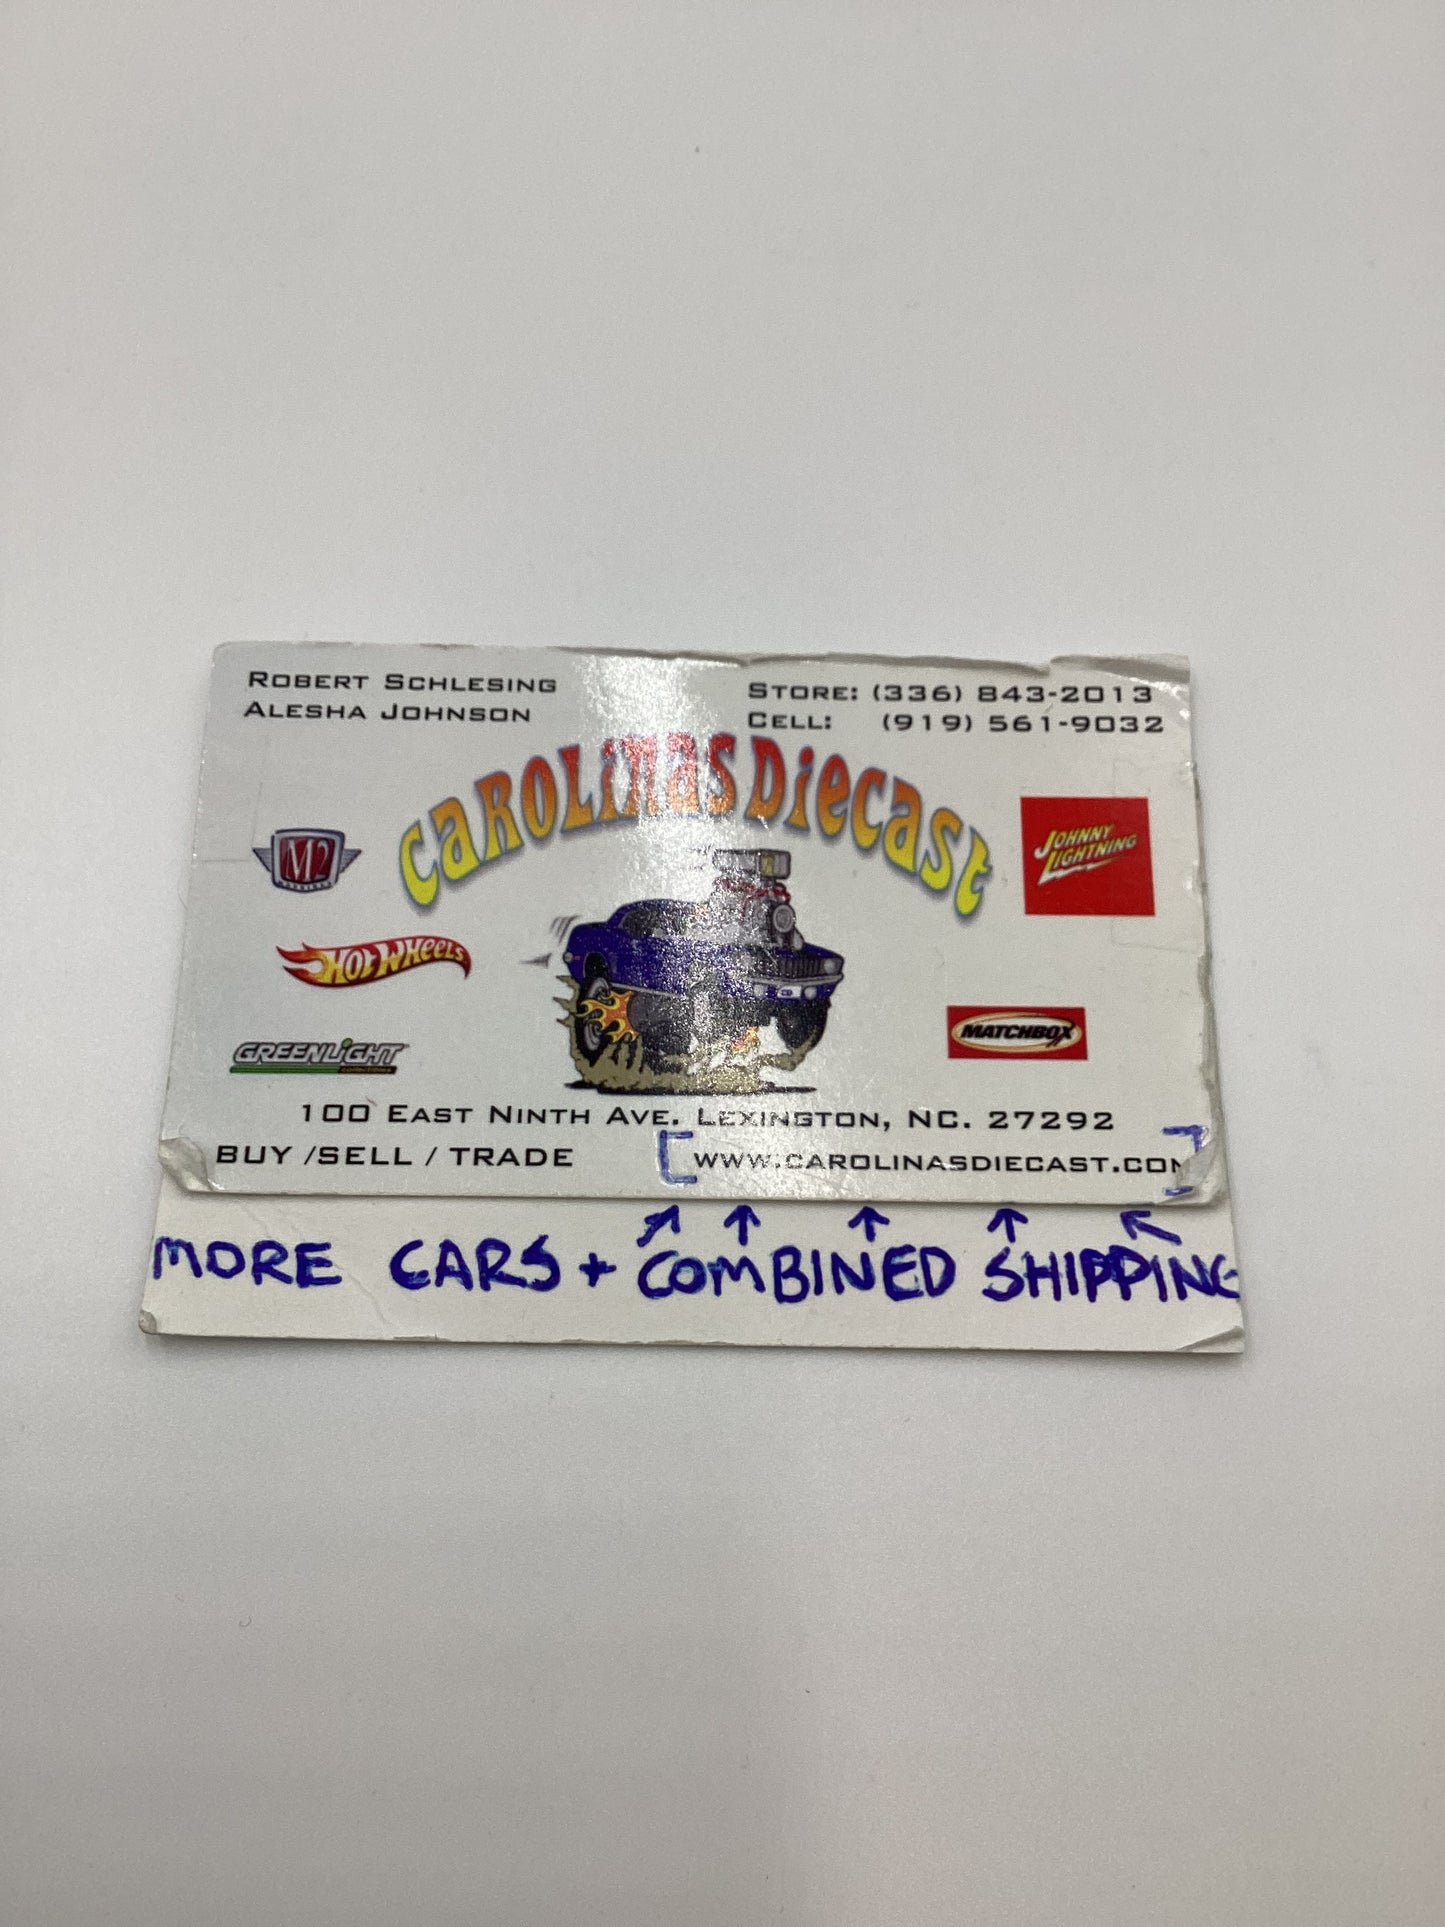 ROBERT SCHLESING
ALESHA JOHNSON
STORE: (336) 843-2013
CELL: (919) 561-9032
CAROLINAS DIECAST
M2
MACHINES
JOHNNY
LIGHTNING
HOT WHEELS
MATCHBOX
GREENLIGHT
collectibles
100 EAST NINTH AVE. LEXINGTON, NC. 27292
BUY /SELL / TRADE
[WWW.CAROLINASDIECAST.COM]
MORE CARS + COMBINED SHIPPING